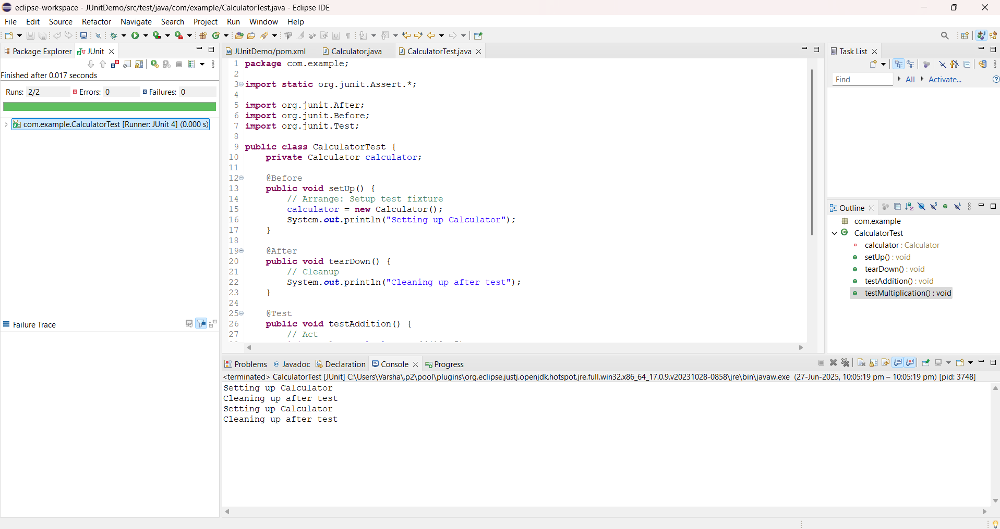 eclipse-workspace - JUnitDemo/src/test/java/com/example/CalculatorTest.java - Eclipse IDE
File Edit Source Refactor Navigate Search Project Run Window Help
Package Explorer JUnit
Finished after 0.017 seconds
Runs: 2/2 Errors: 0 Failures: 0
com.example.CalculatorTest [Runner: JUnit 4] (0.000 s)
Failure Trace
JUnitDemo/pom.xml Calculator.java CalculatorTest.java
1 package com.example;
2
3 import static org.junit.Assert.*;
4
5 import org.junit.After;
6 import org.junit.Before;
7 import org.junit.Test;
8
9 public class CalculatorTest {
10 private Calculator calculator;
11
12 @Before
13 public void setUp() {
14 // Arrange: Setup test fixture
15 calculator = new Calculator();
16 System.out.println("Setting up Calculator");
17 }
18
19 @After
20 public void tearDown() {
21 // Cleanup
22 System.out.println("Cleaning up after test");
23 }
24
25 @Test
26 public void testAddition() {
27 // Act
Task List
Find All Activate...
Outline
com.example
CalculatorTest
calculator : Calculator
setUp() : void
tearDown() : void
testAddition() : void
testMultiplication() : void
Problems Javadoc Declaration Console Progress
<terminated> CalculatorTest [JUnit] C:\Users\Varsha\.p2\pool\plugins\org.eclipse.justj.openjdk.hotspot.jre.full.win32.x86_64_17.0.9.v20231028-0858\jre\bin\javaw.exe (27-Jun-2025, 10:05:19 pm – 10:05:19 pm) [pid: 3748]
Setting up Calculator
Cleaning up after test
Setting up Calculator
Cleaning up after test